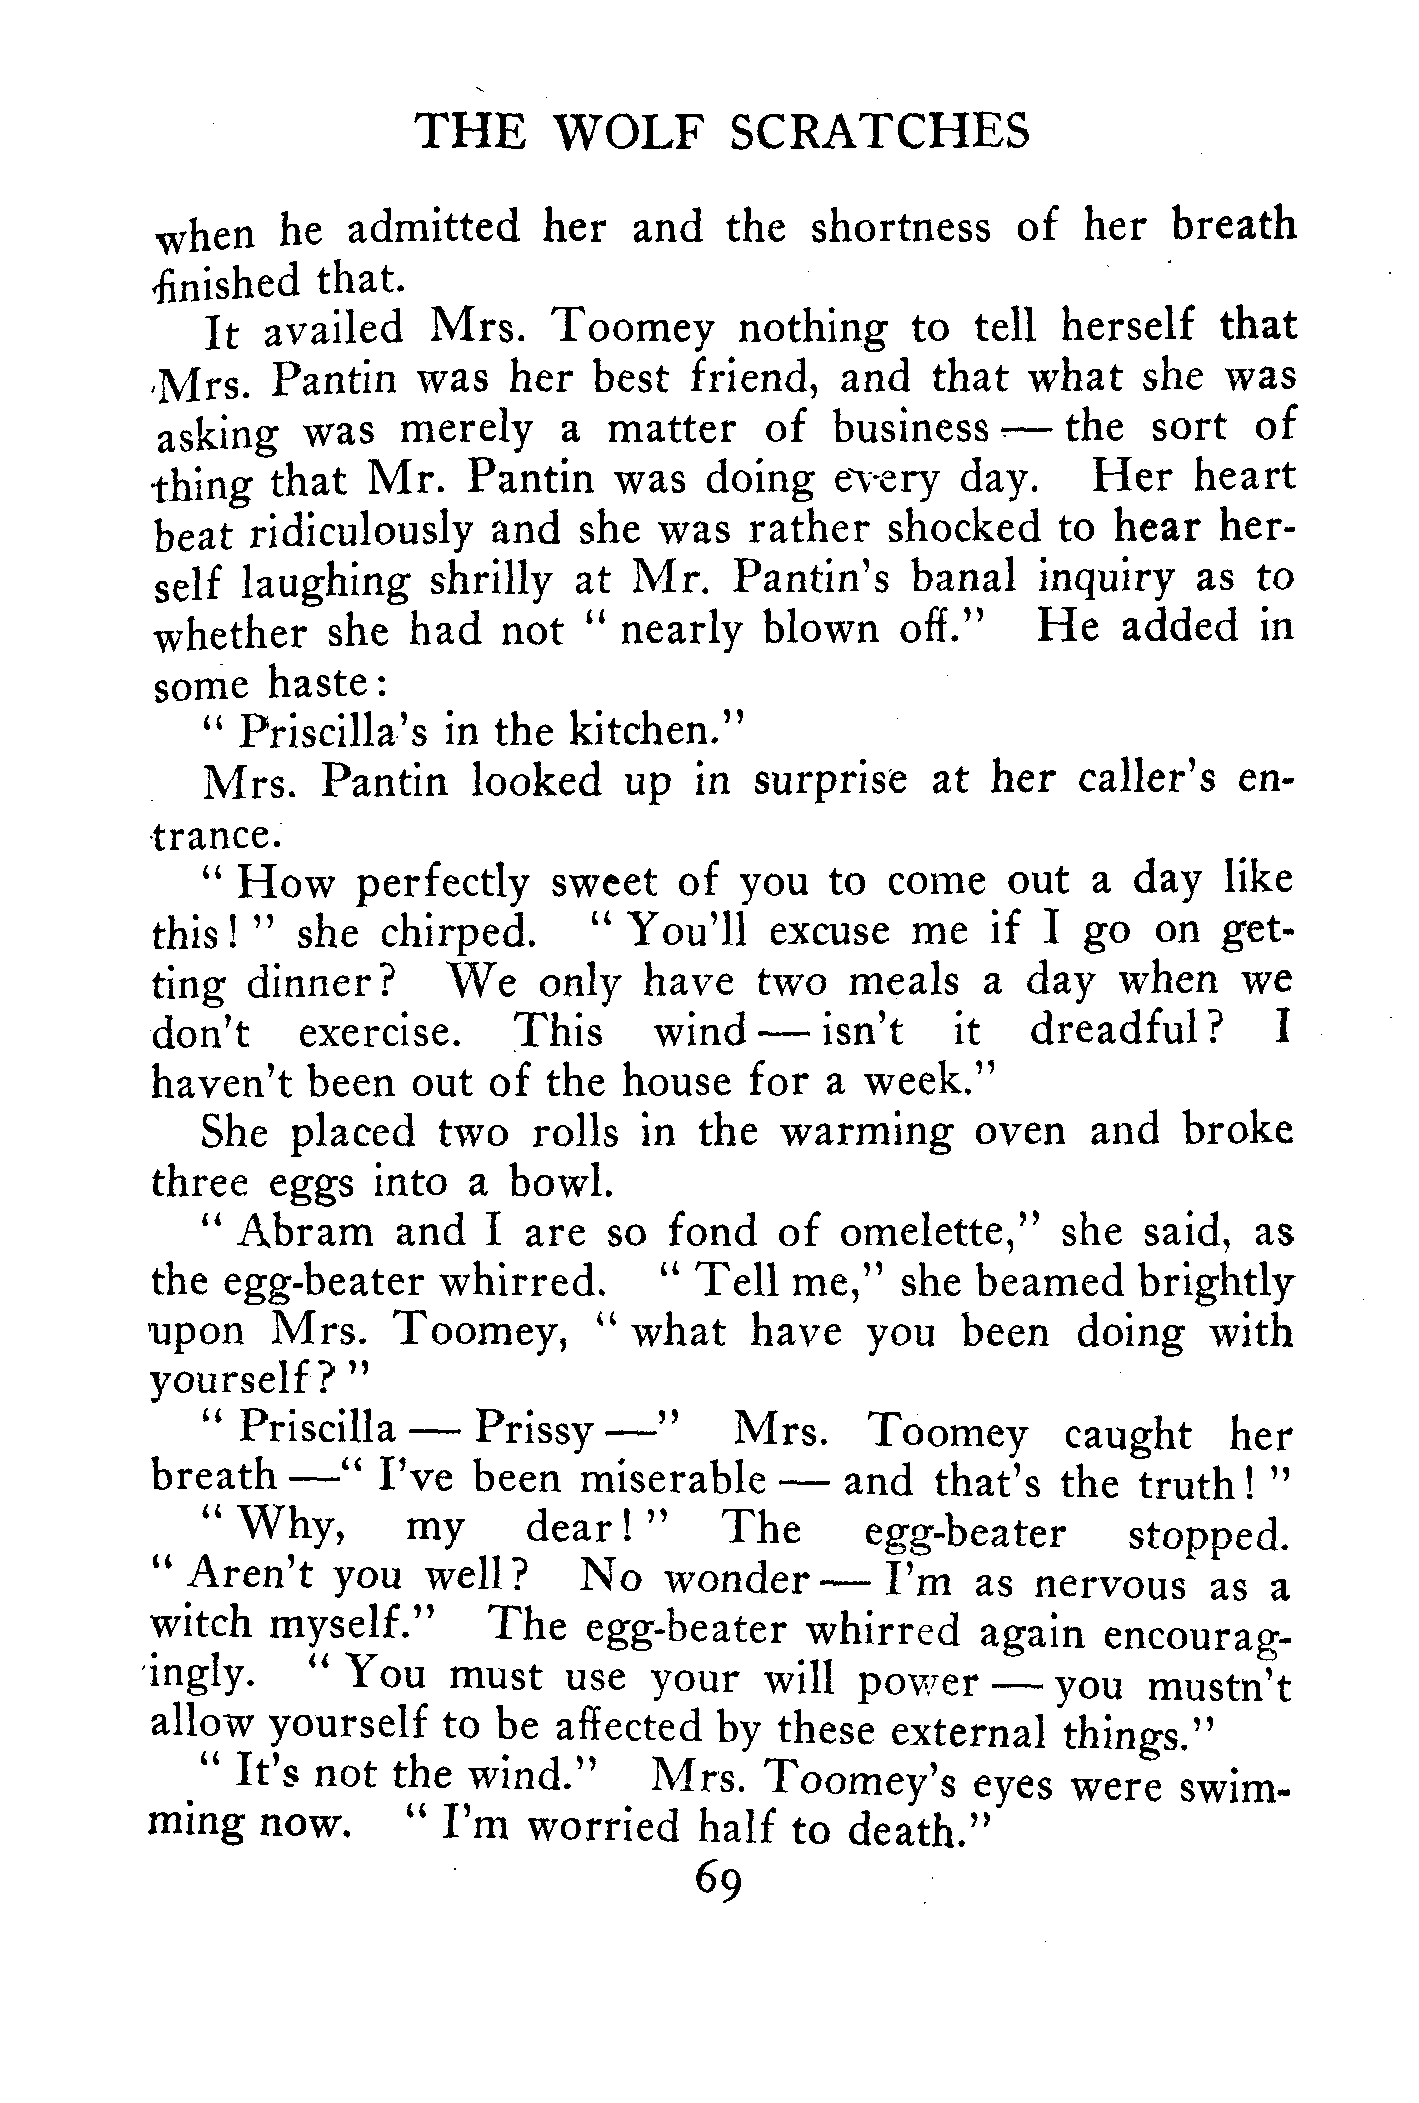 THE WOLF SCRATCHES
when he admitted her and the shortness of her breath
finished that.
It availed Mrs. Toomey nothing to tell herself that
Mrs. Pantin was her best friend, and that what she was
asking was merely a matter of business — the sort of
thing that Mr. Pantin was doing every day. Her heart
beat ridiculously and she was rather shocked to hear her-
self laughing shrilly at Mr. Pantin's banal inquiry as to
whether she had not " nearly blown off." He added in
some haste:
" Priscilla's in the kitchen."
Mrs. Pantin looked up in surprise at her caller's en-
trance.
" How perfectly sweet of you to come out a day like
this! " she chirped. " You'll excuse me if I go on get-
ting dinner? We only have two meals a day when we
don't exercise. This wind — isn't it dreadful? I
haven't been out of the house for a week."
She placed two rolls in the warming oven and broke
three eggs into a bowl.
" Abram and I are so fond of omelette," she said, as
the egg-beater whirred. " Tell me," she beamed brightly
upon Mrs. Toomey, " what have you been doing with
yourself? "
" Priscilla — Prissy —" Mrs. Toomey caught her
breath —" I've been miserable — and that's the truth! "
" Why, my dear! " The egg-beater stopped.
" Aren't you well? No wonder — I'm as nervous as a
witch myself." The egg-beater whirred again encourag-
ingly. " You must use your will power — you mustn't
allow yourself to be affected by these external things."
" It's not the wind." Mrs. Toomey's eyes were swim-
ming now. " I'm worried half to death."
69